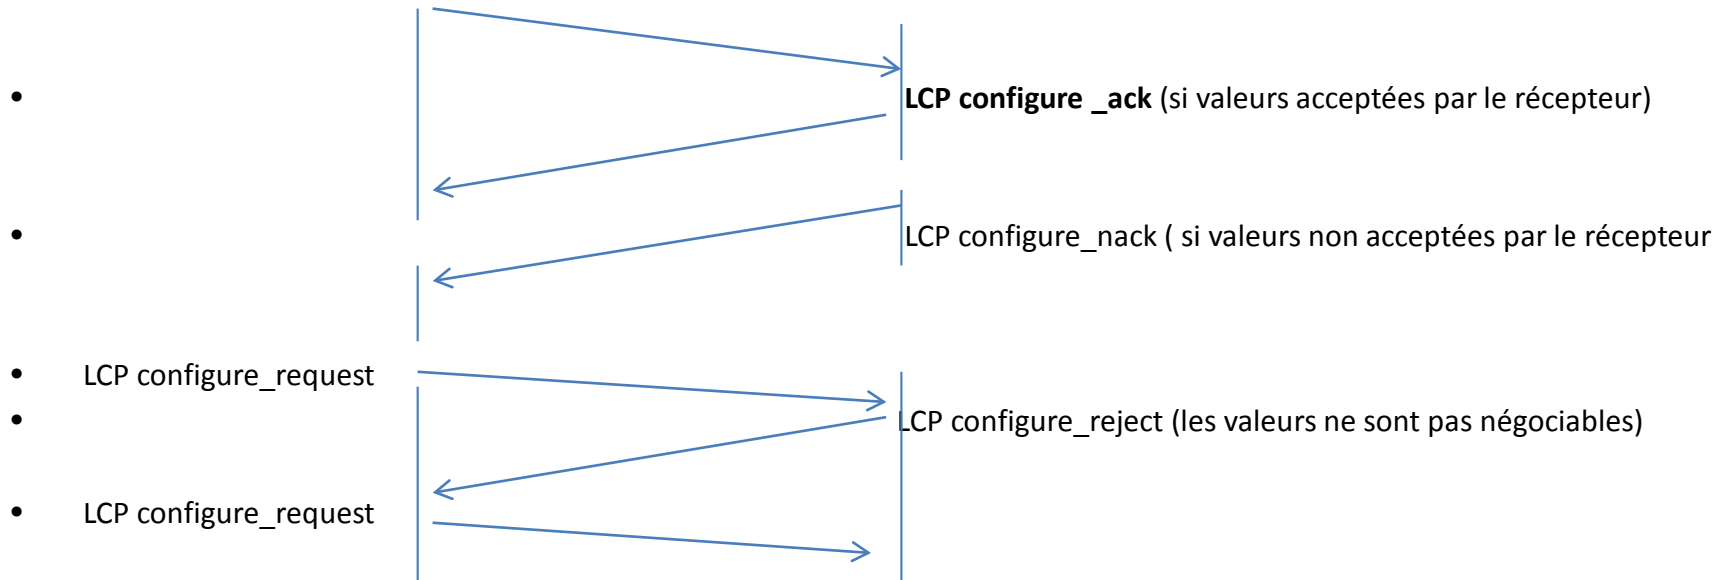 • LCP configure _ack (si valeurs acceptées par le récepteur)
• LCP configure_nack ( si valeurs non acceptées par le récepteur
• LCP configure_request
• LCP configure_reject (les valeurs ne sont pas négociables)
• LCP configure_request